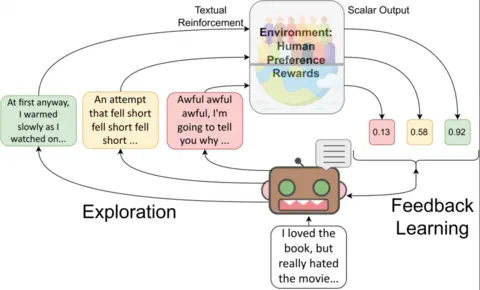 Textual
Reinforcement
Scalar Output
Environment:
Human
Preference
Rewards
At first anyway,
I warmed
slowly as I
watched on...
An attempt
that fell short
fell short fell
short ...
Awful awful
awful, I'm
going to tell
you why ...
0.13
0.58
0.92
Exploration
Feedback
Learning
I loved the
book, but
really hated
the movie...